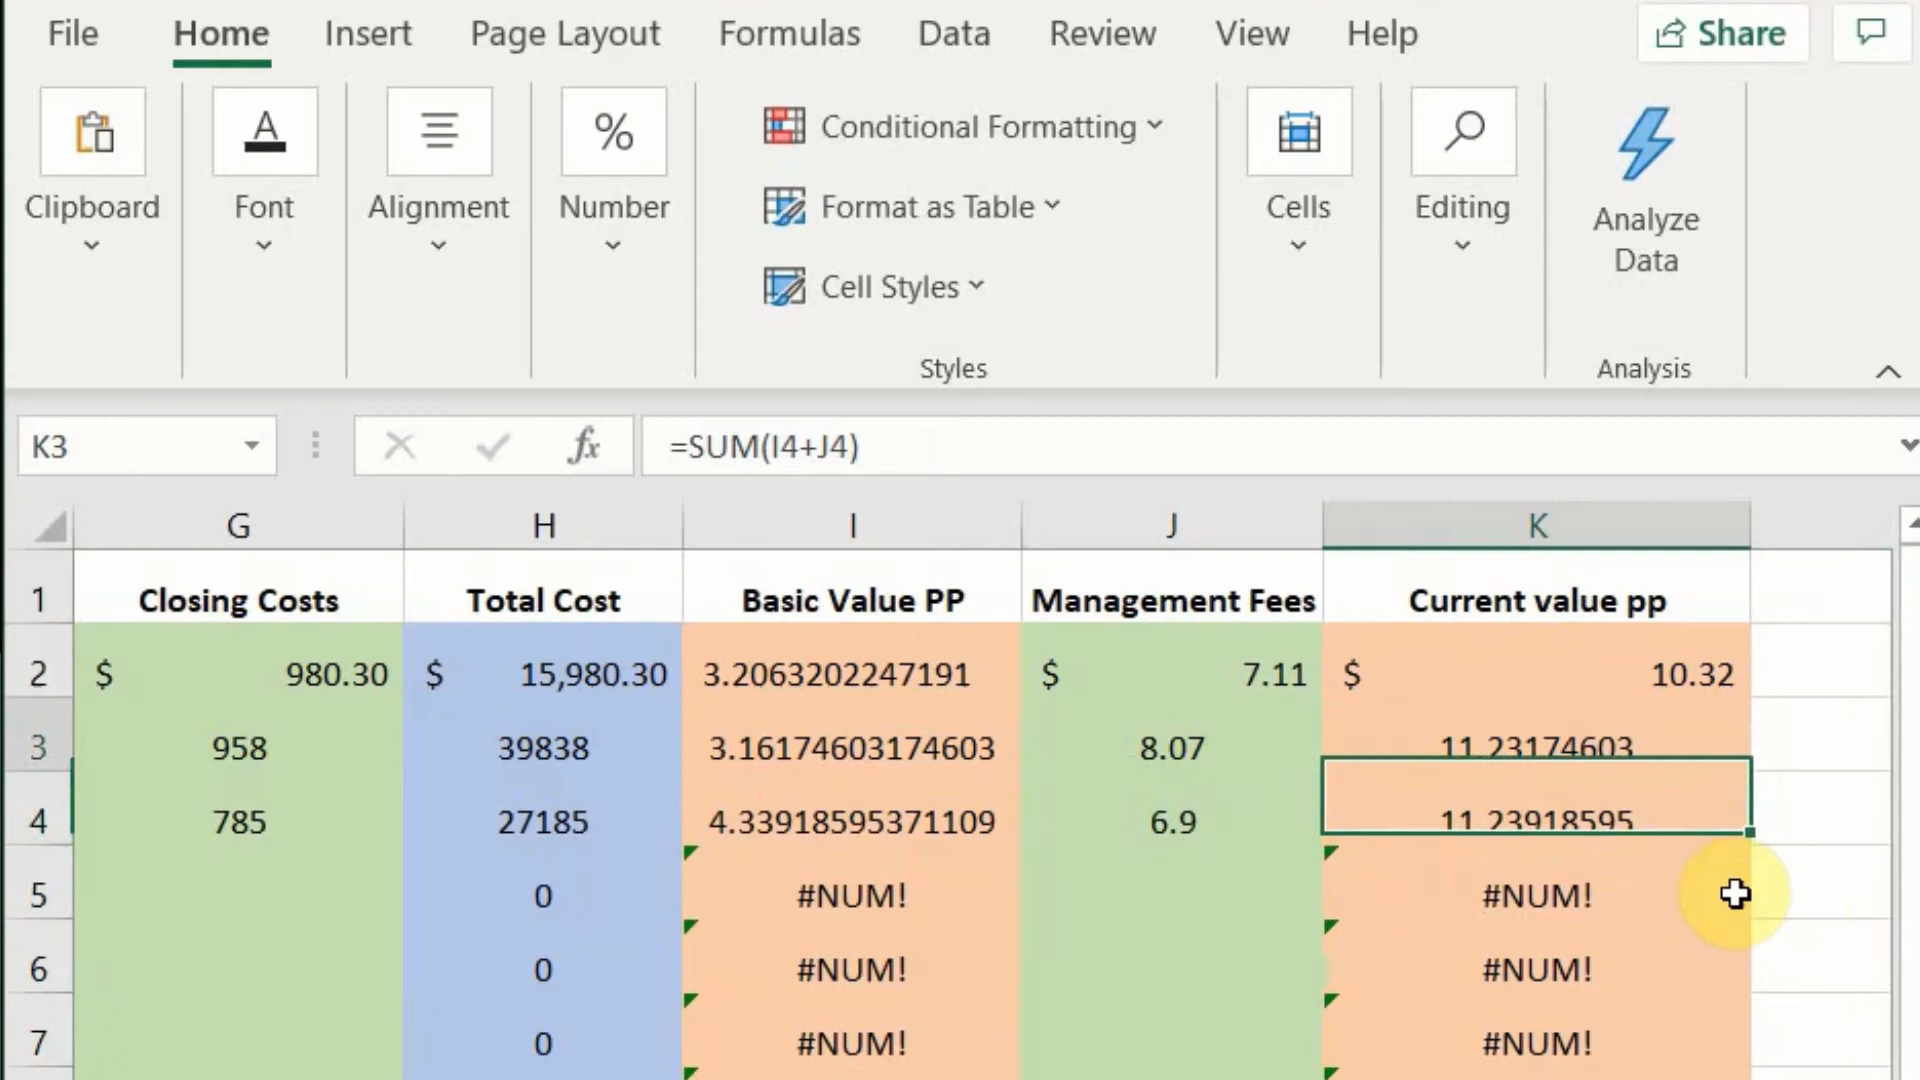 File Home Insert Page Layout Formulas Data Review View Help Share
Conditional Formatting
Format as Table
Cell Styles
Clipboard Font Alignment Number Cells Editing Analyze Data
Styles Analysis
K3 fx =SUM(I4+J4)
G H I J K
1 Closing Costs Total Cost Basic Value PP Management Fees Current value pp
2 $ 980.30 $ 15,980.30 3.2063202247191 $ 7.11 $ 10.32
3 958 39838 3.16174603174603 8.07 11.23174603
4 785 27185 4.33918595371109 6.9 11.23918595
5 0 #NUM! #NUM!
6 0 #NUM! #NUM!
7 0 #NUM! #NUM!